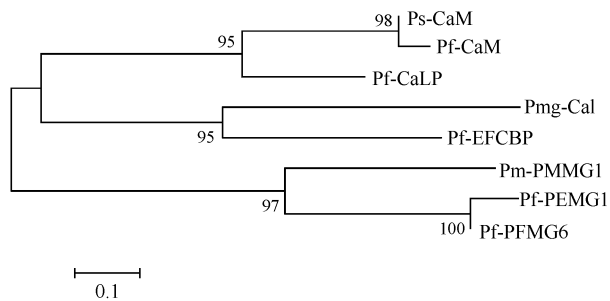 98
Ps-CaM
95
Pf-CaM
Pf-CaLP
Pmg-Cal
95
Pf-EFCBP
Pm-PMMG1
97
Pf-PEMG1
100
Pf-PFMG6
0.1